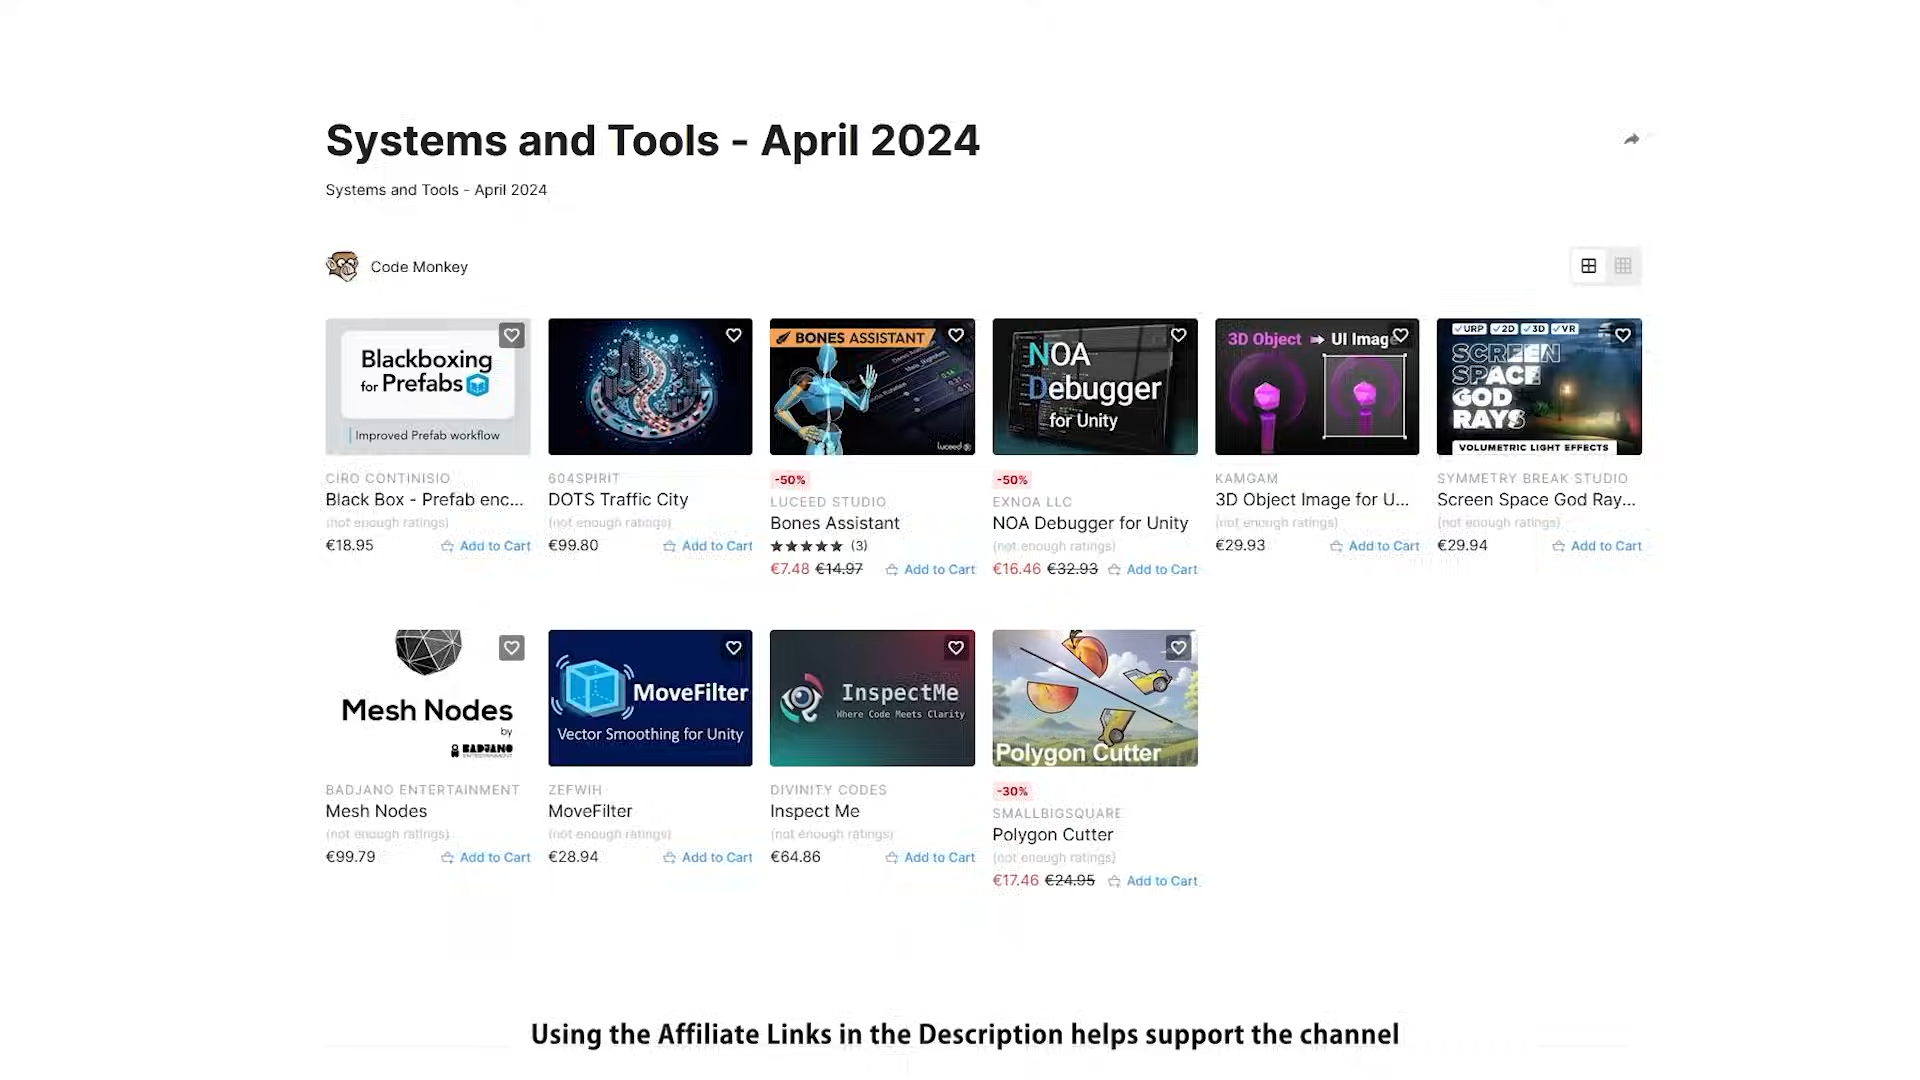 Systems and Tools - April 2024
Systems and Tools - April 2024
Code Monkey
Blackboxing
for Prefabs
Improved Prefab workflow
CIRO CONTINISIO
Black Box - Prefab enc...
(not enough ratings)
€18.95 Add to Cart
604SPIRIT
DOTS Traffic City
(not enough ratings)
€99.80 Add to Cart
BONES ASSISTANT
luceed
-50%
LUCEED STUDIO
Bones Assistant
(3)
€7.48 €14.97 Add to Cart
NOA
Debugger
for Unity
-50%
EXNOA LLC
NOA Debugger for Unity
(not enough ratings)
€16.46 €32.93 Add to Cart
3D Object UI Imag
KAMGAM
3D Object Image for U...
(not enough ratings)
€29.93 Add to Cart
URP 2D 3D VR
SCREEN
SPACE
GOD
RAYS
VOLUMETRIC LIGHT EFFECTS
SYMMETRY BREAK STUDIO
Screen Space God Ray...
(not enough ratings)
€29.94 Add to Cart
Mesh Nodes
by
BADJANO
ENTERTAINMENT
BADJANO ENTERTAINMENT
Mesh Nodes
(not enough ratings)
€99.79 Add to Cart
MoveFilter
Vector Smoothing for Unity
ZEFWIH
MoveFilter
(not enough ratings)
€28.94 Add to Cart
InspectMe
Where Code Meets Clarity
DIVINITY CODES
Inspect Me
(not enough ratings)
€64.86 Add to Cart
Polygon Cutter
-30%
SMALLBIGSQUARE
Polygon Cutter
(not enough ratings)
€17.46 €24.95 Add to Cart
Using the Affiliate Links in the Description helps support the channel